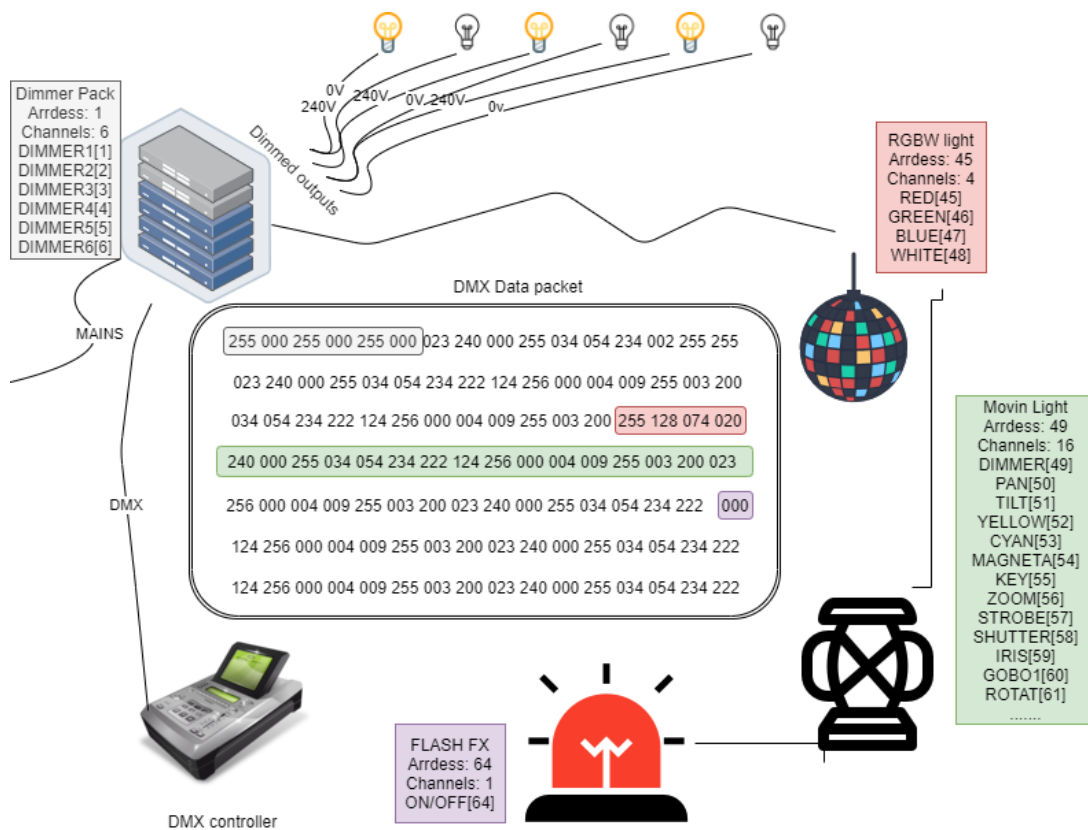 0V
240V
240V
0V
240V
0v
Dimmer Pack
Arrdess: 1
Channels: 6
DIMMER1[1]
DIMMER2[2]
DIMMER3[3]
DIMMER4[4]
DIMMER5[5]
DIMMER6[6]
Dimmed outputs
RGBW light
Arrdess: 45
Channels: 4
RED[45]
GREEN[46]
BLUE[47]
WHITE[48]
MAINS
DMX Data packet
255 000 255 000 255 000 023 240 000 255 034 054 234 002 255 255
023 240 000 255 034 054 234 222 124 256 000 004 009 255 003 200
034 054 234 222 124 256 000 004 009 255 003 200 255 128 074 020
240 000 255 034 054 234 222 124 256 000 004 009 255 003 200 023
256 000 004 009 255 003 200 023 240 000 255 034 054 234 222 000
124 256 000 004 009 255 003 200 023 240 000 255 034 054 234 222
124 256 000 004 009 255 003 200 023 240 000 255 034 054 234 222
Movin Light
Arrdess: 49
Channels: 16
DIMMER[49]
PAN[50]
TILT[51]
YELLOW[52]
CYAN[53]
MAGNETA[54]
KEY[55]
ZOOM[56]
STROBE[57]
SHUTTER[58]
IRIS[59]
GOBO1[60]
ROTAT[61]
.......
DMX
FLASH FX
Arrdess: 64
Channels: 1
ON/OFF[64]
DMX controller